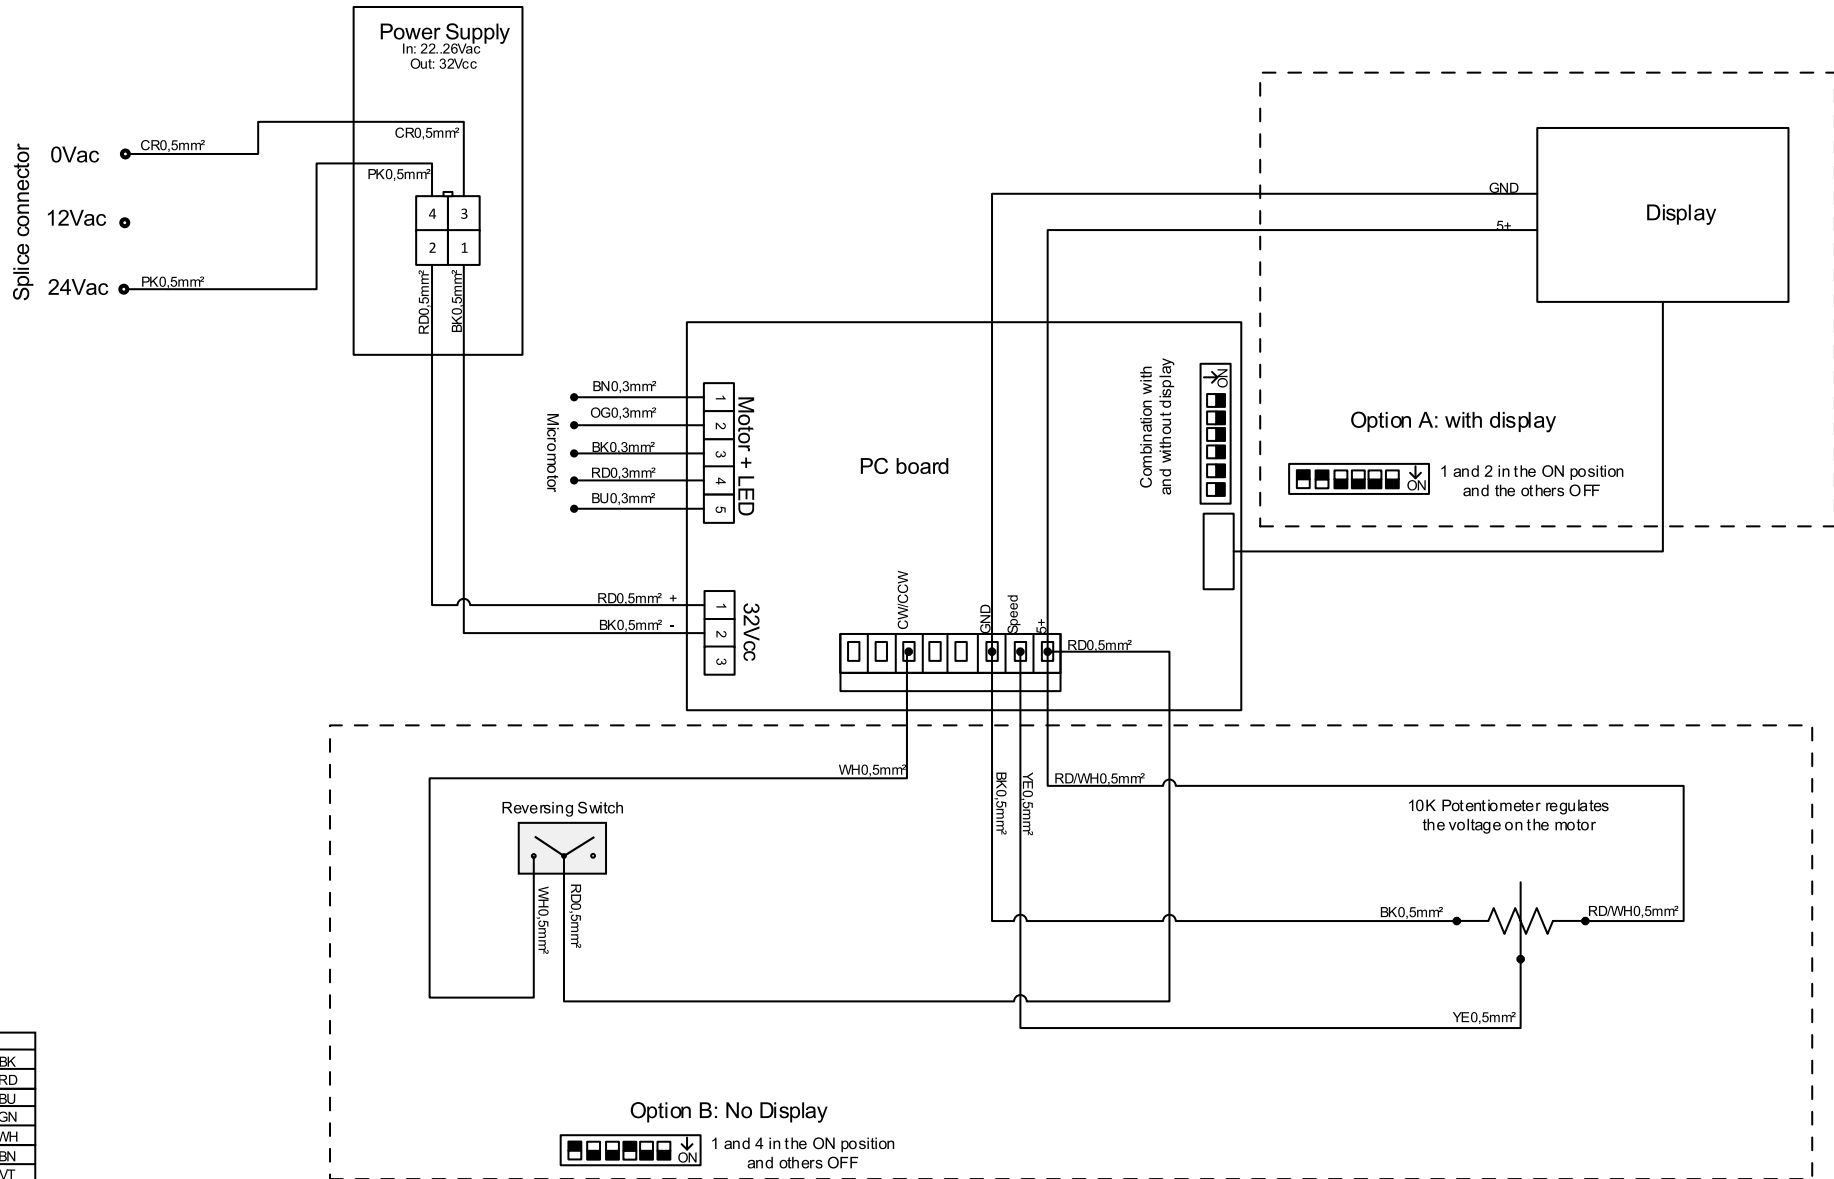 Power Supply
In: 22..26Vac
Out: 32Vcc
Splice connector
0Vac
CR0,5mm²
CR0,5mm²
PK0,5mm²
12Vac
24Vac
PK0,5mm²
4
3
2
1
RD0,5mm²
BK0,5mm²
GND
5+
Display
Option A: with display
ON
1 and 2 in the ON position
and the others OFF
Micromotor
BN0,3mm²
OG0,3mm²
BK0,3mm²
RD0,3mm²
BU0,3mm²
1
2
3
4
5
Motor + LED
PC board
Combination with
and without display
ON
RD0,5mm² +
BK0,5mm² -
1
2
3
32Vcc
CW/CCW
GND
Speed
5+
RD0,5mm²
WH0,5mm²
BK0,5mm²
YE0,5mm²
RD/WH0,5mm²
Reversing Switch
WH0,5mm²
RD0,5mm²
10K Potentiometer regulates
the voltage on the motor
BK0,5mm²
RD/WH0,5mm²
YE0,5mm²
Option B: No Display
ON
1 and 4 in the ON position
and others OFF
BK
RD
BU
GN
WH
BN
VT